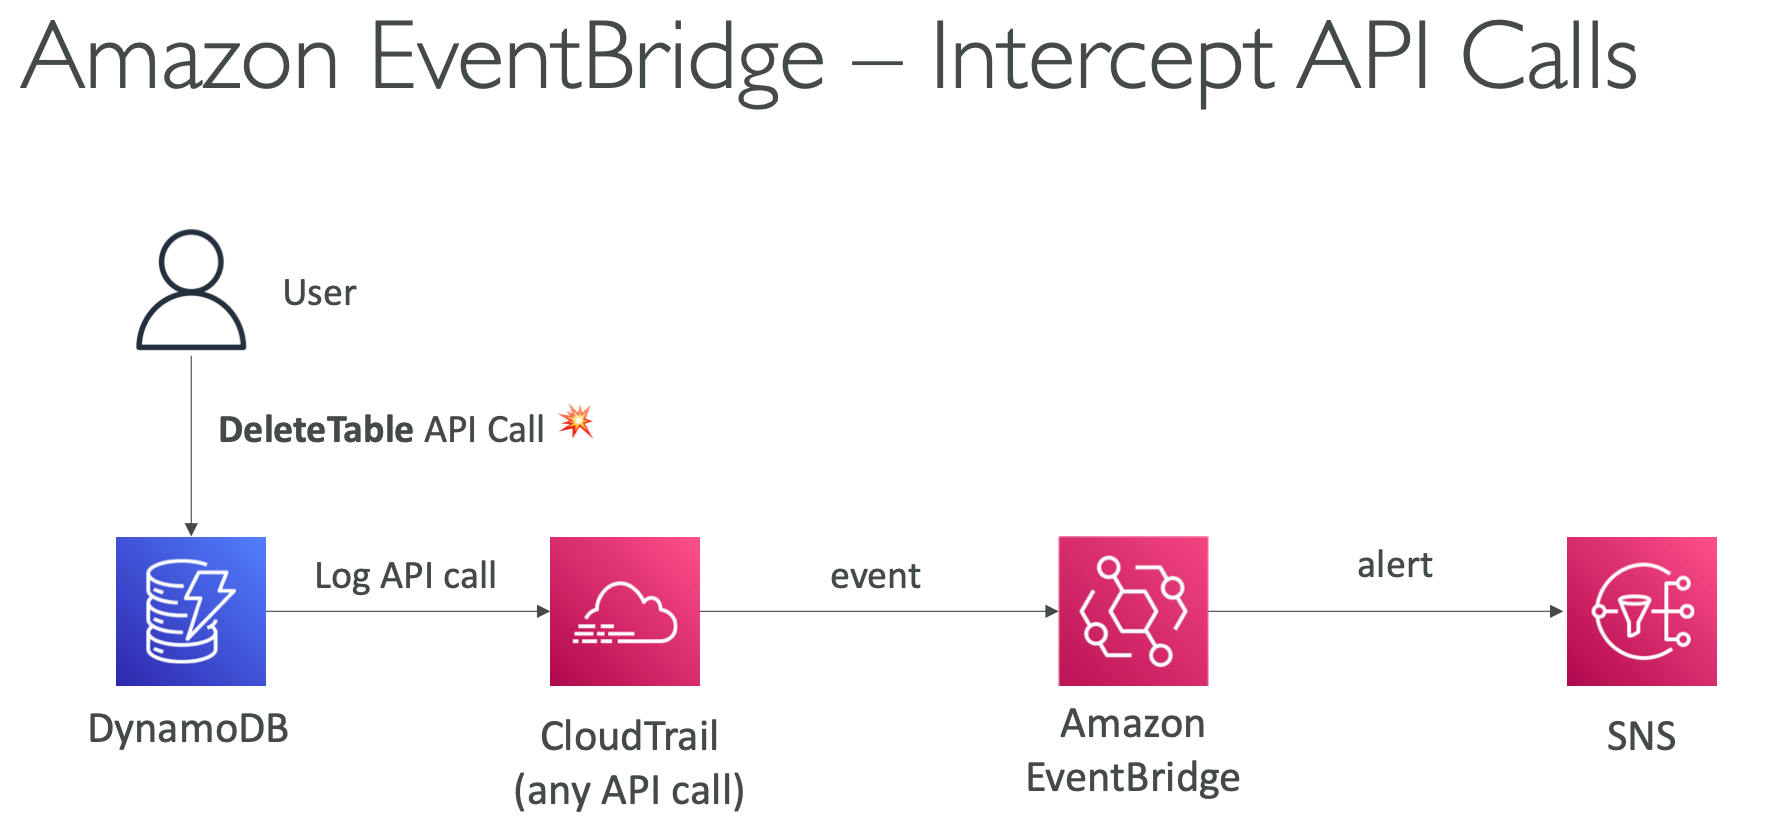 Amazon EventBridge – Intercept API Calls
User
DeleteTable API Call 💥
Log API call
event
alert
DynamoDB
CloudTrail
(any API call)
Amazon
EventBridge
SNS